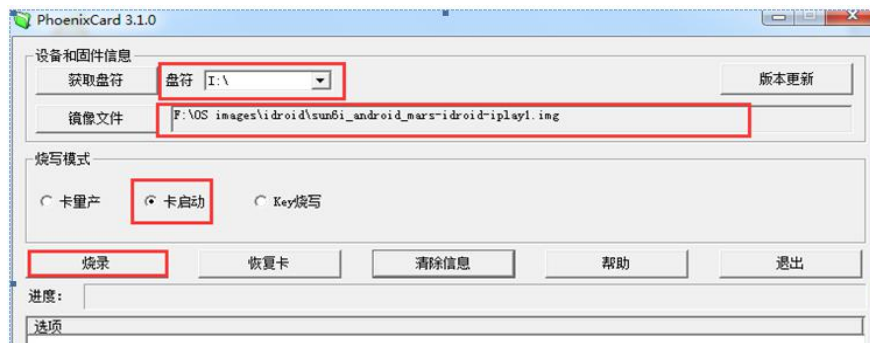 PhoenixCard 3.1.0
设备和固件信息
获取盘符 盘符 I:\ 版本更新
镜像文件 F:\OS images\idroid\sun6i_android_mars-idroid-iplay1.img
烧写模式
卡量产 卡启动 Key烧写
烧录 恢复卡 清除信息 帮助 退出
进度:
选项